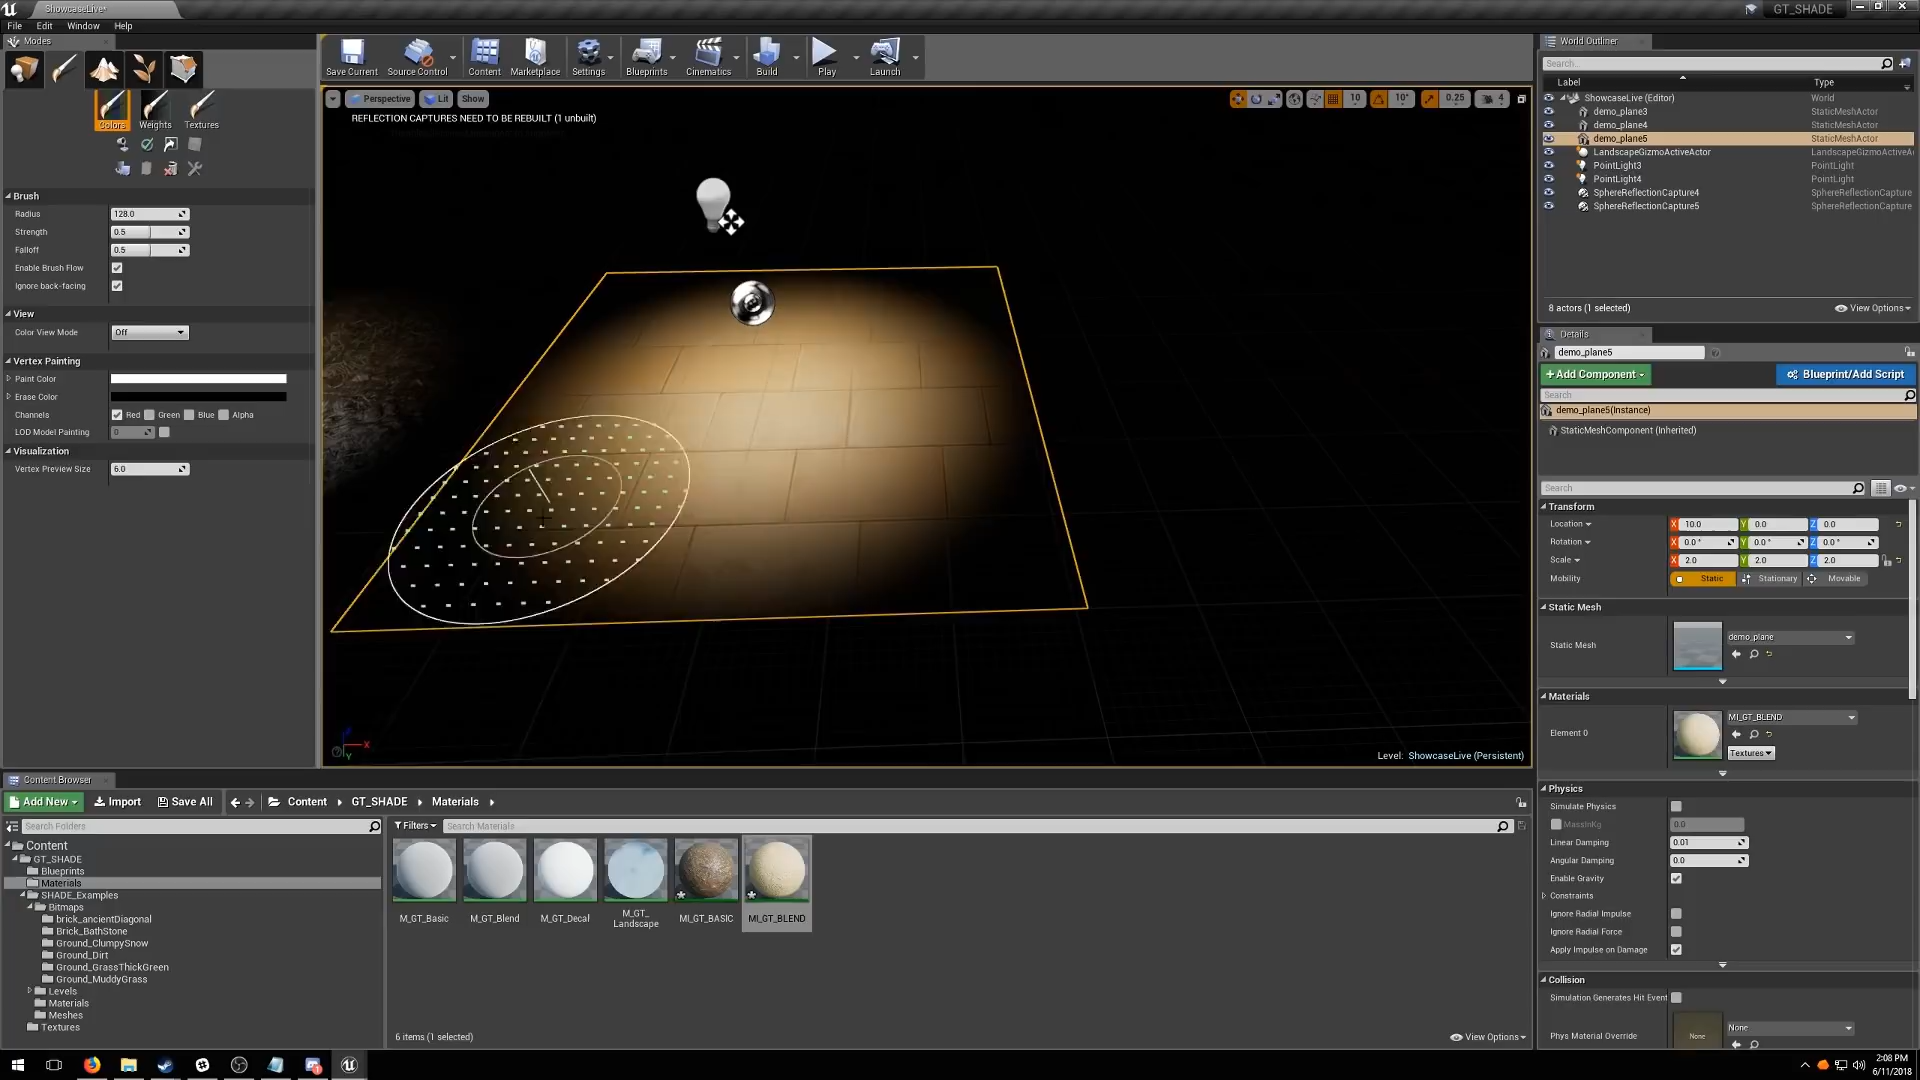 ShowcaseLive*
GT_SHADE
File Edit Window Help
Modes
Colors Weights Textures
Brush
Radius 128.0
Strength 0.5
Falloff 0.5
Enable Brush Flow
Ignore back-facing
View
Color View Mode Off
Vertex Painting
Paint Color
Erase Color
Channels Red Green Blue Alpha
LOD Model Painting 0
Visualization
Vertex Preview Size 6.0
Save Current Source Control Content Marketplace Settings Blueprints Cinematics Build Play Launch
Perspective Lit Show
10 10° 0.25 4
REFLECTION CAPTURES NEED TO BE REBUILT (1 unbuilt)
X
Y
Level: ShowcaseLive (Persistent)
World Outliner
Search...
Label Type
ShowcaseLive (Editor) World
demo_plane3 StaticMeshActor
demo_plane4 StaticMeshActor
demo_plane5 StaticMeshActor
LandscapeGizmoActiveActor LandscapeGizmoActiveA
PointLight3 PointLight
PointLight4 PointLight
SphereReflectionCapture4 SphereReflectionCapture
SphereReflectionCapture5 SphereReflectionCapture
8 actors (1 selected) View Options
Details
demo_plane5
+ Add Component Blueprint/Add Script
Search
demo_plane5(Instance)
StaticMeshComponent (Inherited)
Search
Transform
Location X 10.0 Y 0.0 Z 0.0
Rotation X 0.0° Y 0.0° Z 0.0°
Scale X 2.0 Y 2.0 Z 2.0
Mobility Static Stationary Movable
Static Mesh
Static Mesh demo_plane
Materials
Element 0 MI_GT_BLEND
Textures
Physics
Simulate Physics
MassInKg 0.0
Linear Damping 0.01
Angular Damping 0.0
Enable Gravity
Constraints
Ignore Radial Impulse
Ignore Radial Force
Apply Impulse on Damage
Collision
Simulation Generates Hit Event
Phys Material Override None None
Content Browser
Add New Import Save All Content GT_SHADE Materials
Search Folders
Filters Search Materials
Content
GT_SHADE
Blueprints
Materials
SHADE_Examples
Bitmaps
brick_ancientDiagonal
Brick_BathStone
Ground_ClumpySnow
Ground_Dirt
Ground_GrassThickGreen
Ground_MuddyGrass
Levels
Materials
Meshes
Textures
M_GT_Basic M_GT_Blend M_GT_Decal M_GT_ Landscape MI_GT_BASIC MI_GT_BLEND
6 items (1 selected) View Options
2:08 PM
6/11/2018